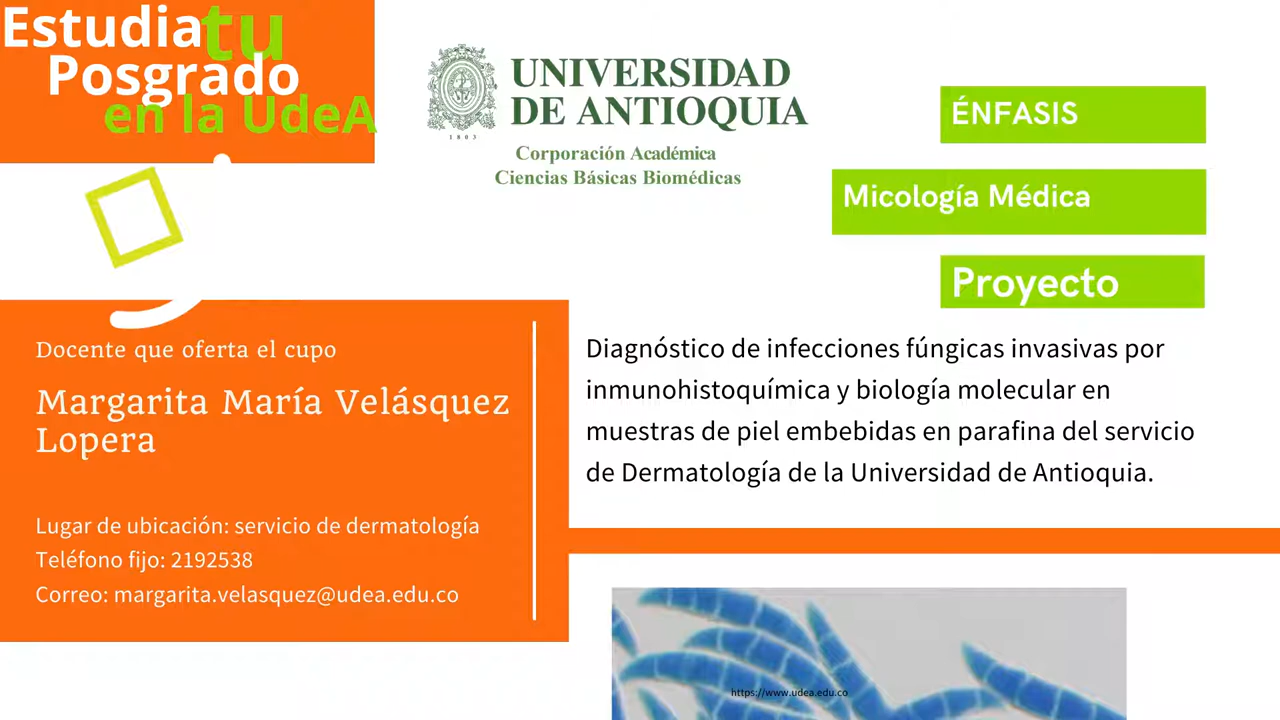 Estudia tu
Posgrado
en la UdeA
UNIVERSIDAD
DE ANTIOQUIA
1803
Corporación Académica
Ciencias Básicas Biomédicas
ÉNFASIS
Micología Médica
Proyecto
Docente que oferta el cupo
Margarita María Velásquez
Lopera
Lugar de ubicación: servicio de dermatología
Teléfono fijo: 2192538
Correo: margarita.velasquez@udea.edu.co
Diagnóstico de infecciones fúngicas invasivas por
inmunohistoquímica y biología molecular en
muestras de piel embebidas en parafina del servicio
de Dermatología de la Universidad de Antioquia.
https://www.udea.edu.co